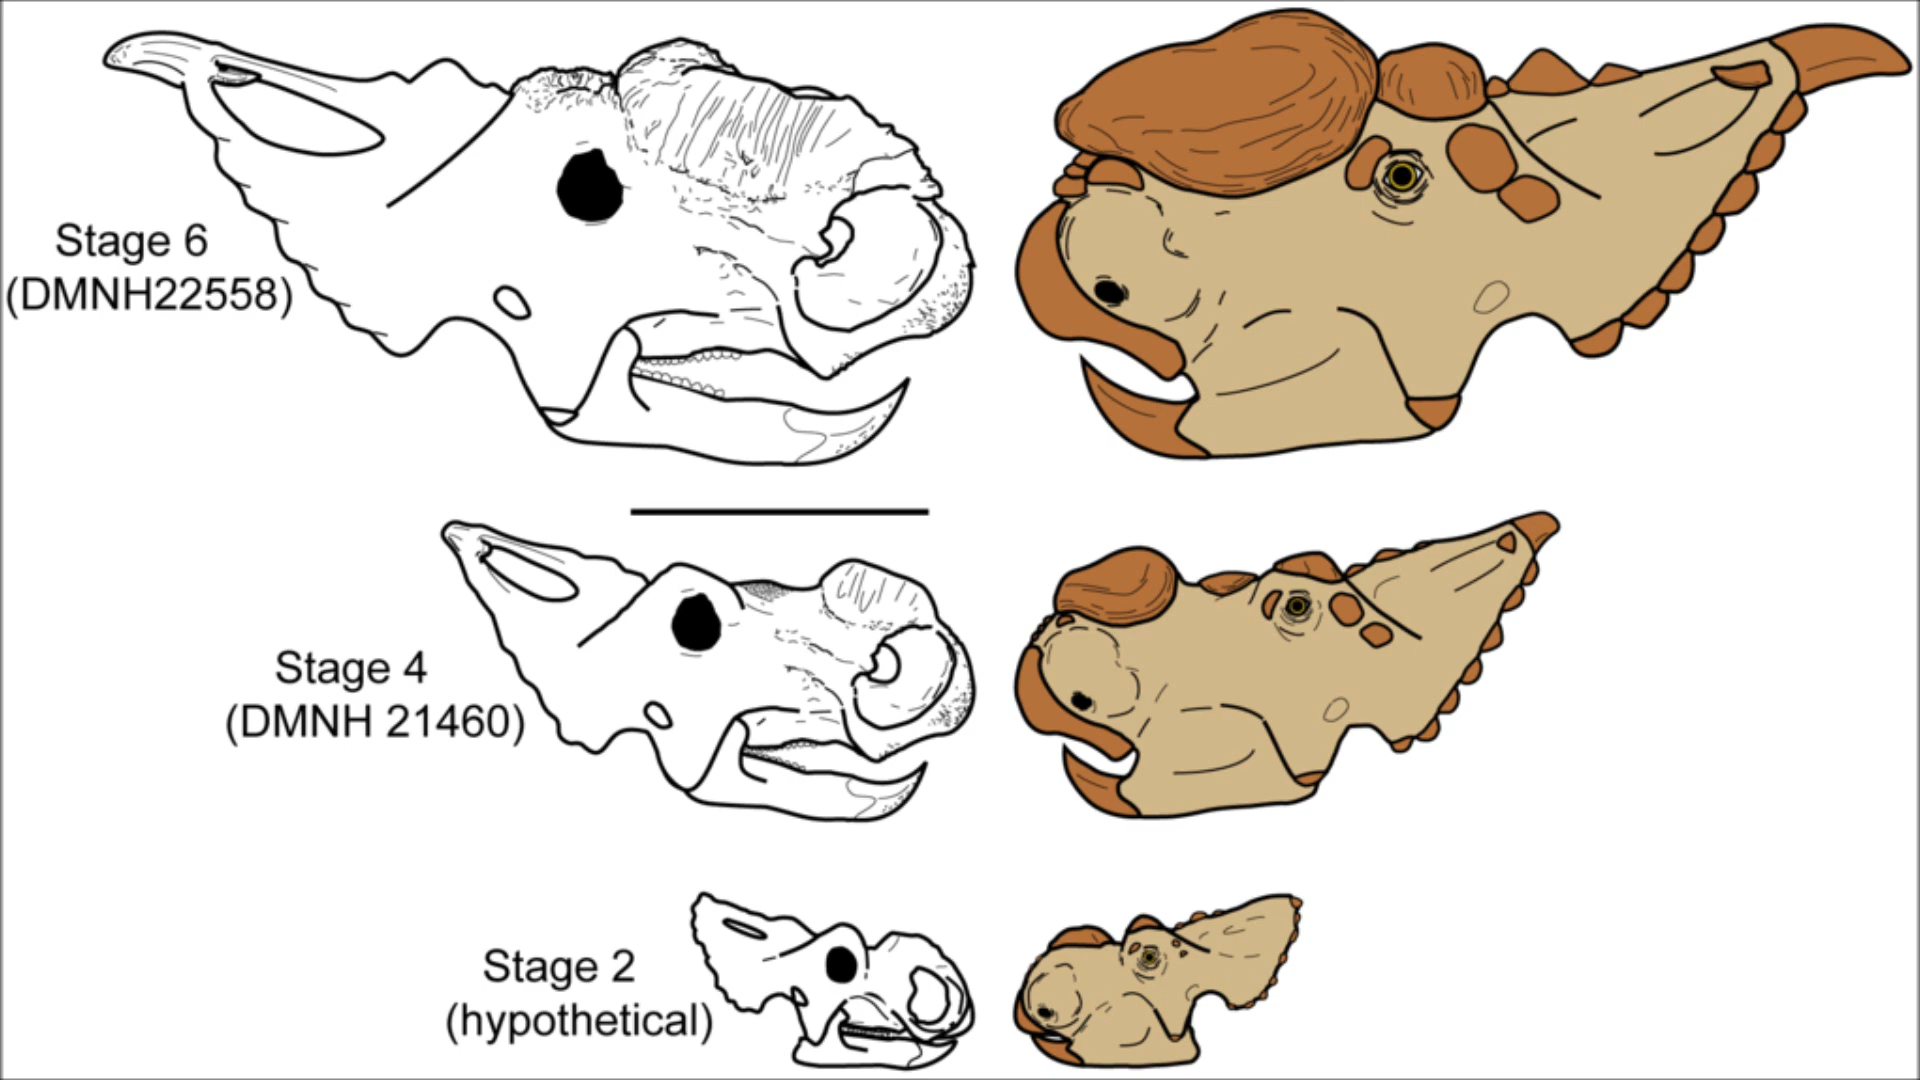 Stage 6
(DMNH22558)
Stage 4
(DMNH 21460)
Stage 2
(hypothetical)